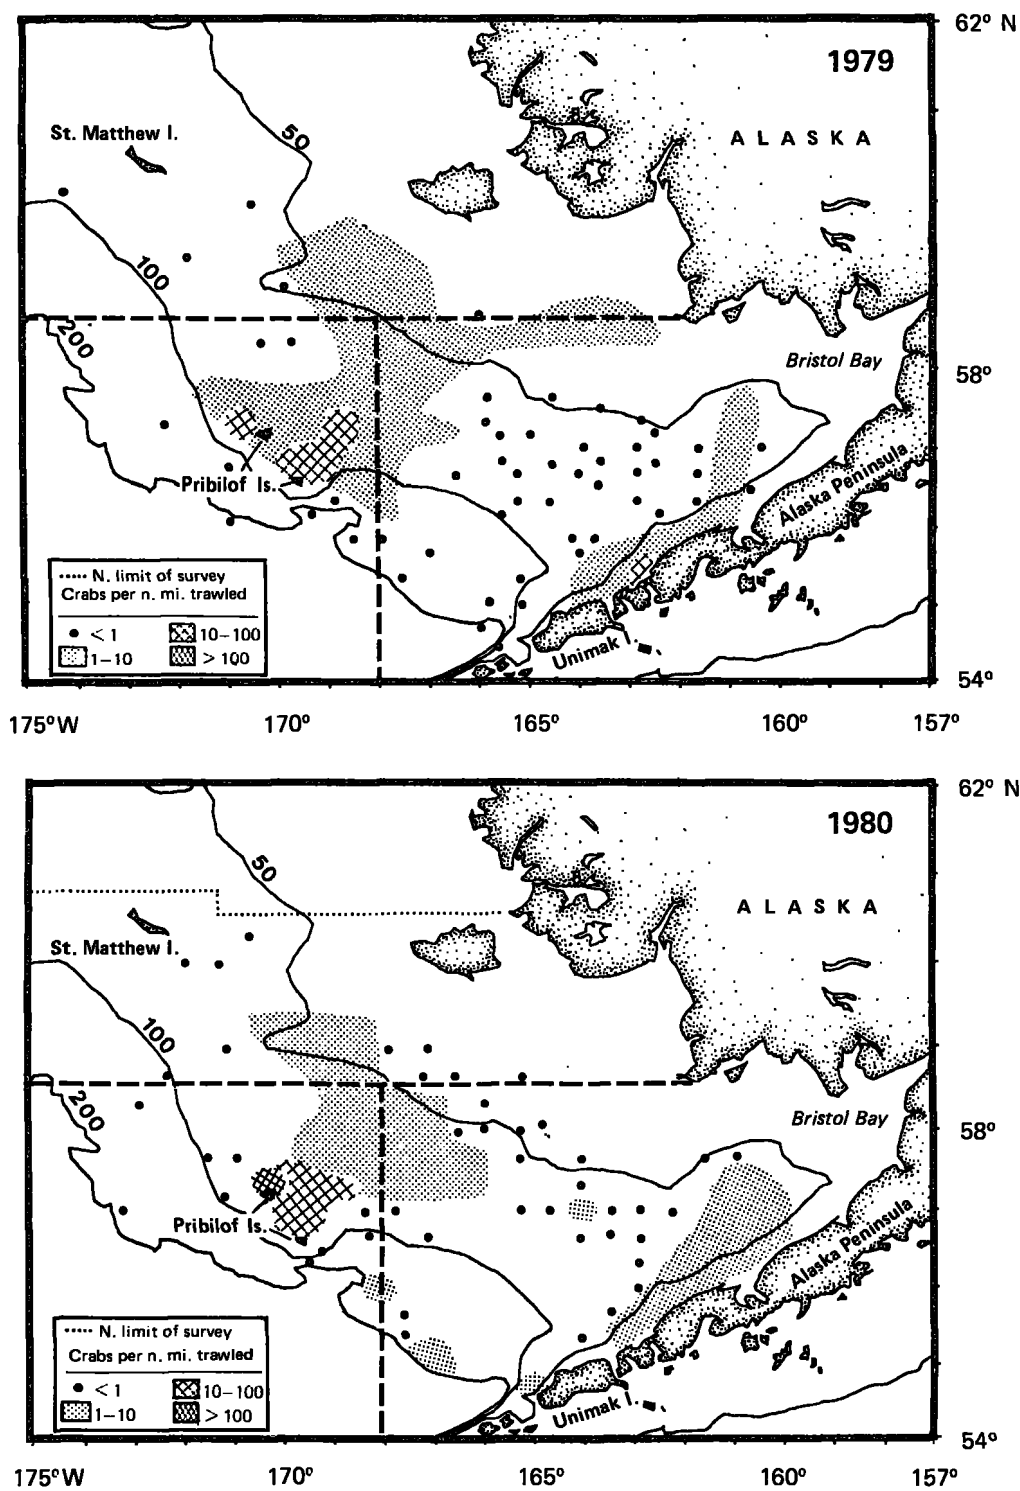 62° N
1979
St. Matthew I.
50
A L A S K A
100
200
Bristol Bay
58°
Pribilof Is.
Alaska Peninsula
N. limit of survey
Crabs per n. mi. trawled
< 1
10–100
1–10
> 100
Unimak I.
54°
175°W 170° 165° 160° 157°
62° N
1980
50
A L A S K A
St. Matthew I.
100
200
Bristol Bay
58°
Pribilof Is.
Alaska Peninsula
N. limit of survey
Crabs per n. mi. trawled
< 1
10–100
1–10
> 100
Unimak I.
54°
175°W 170° 165° 160° 157°